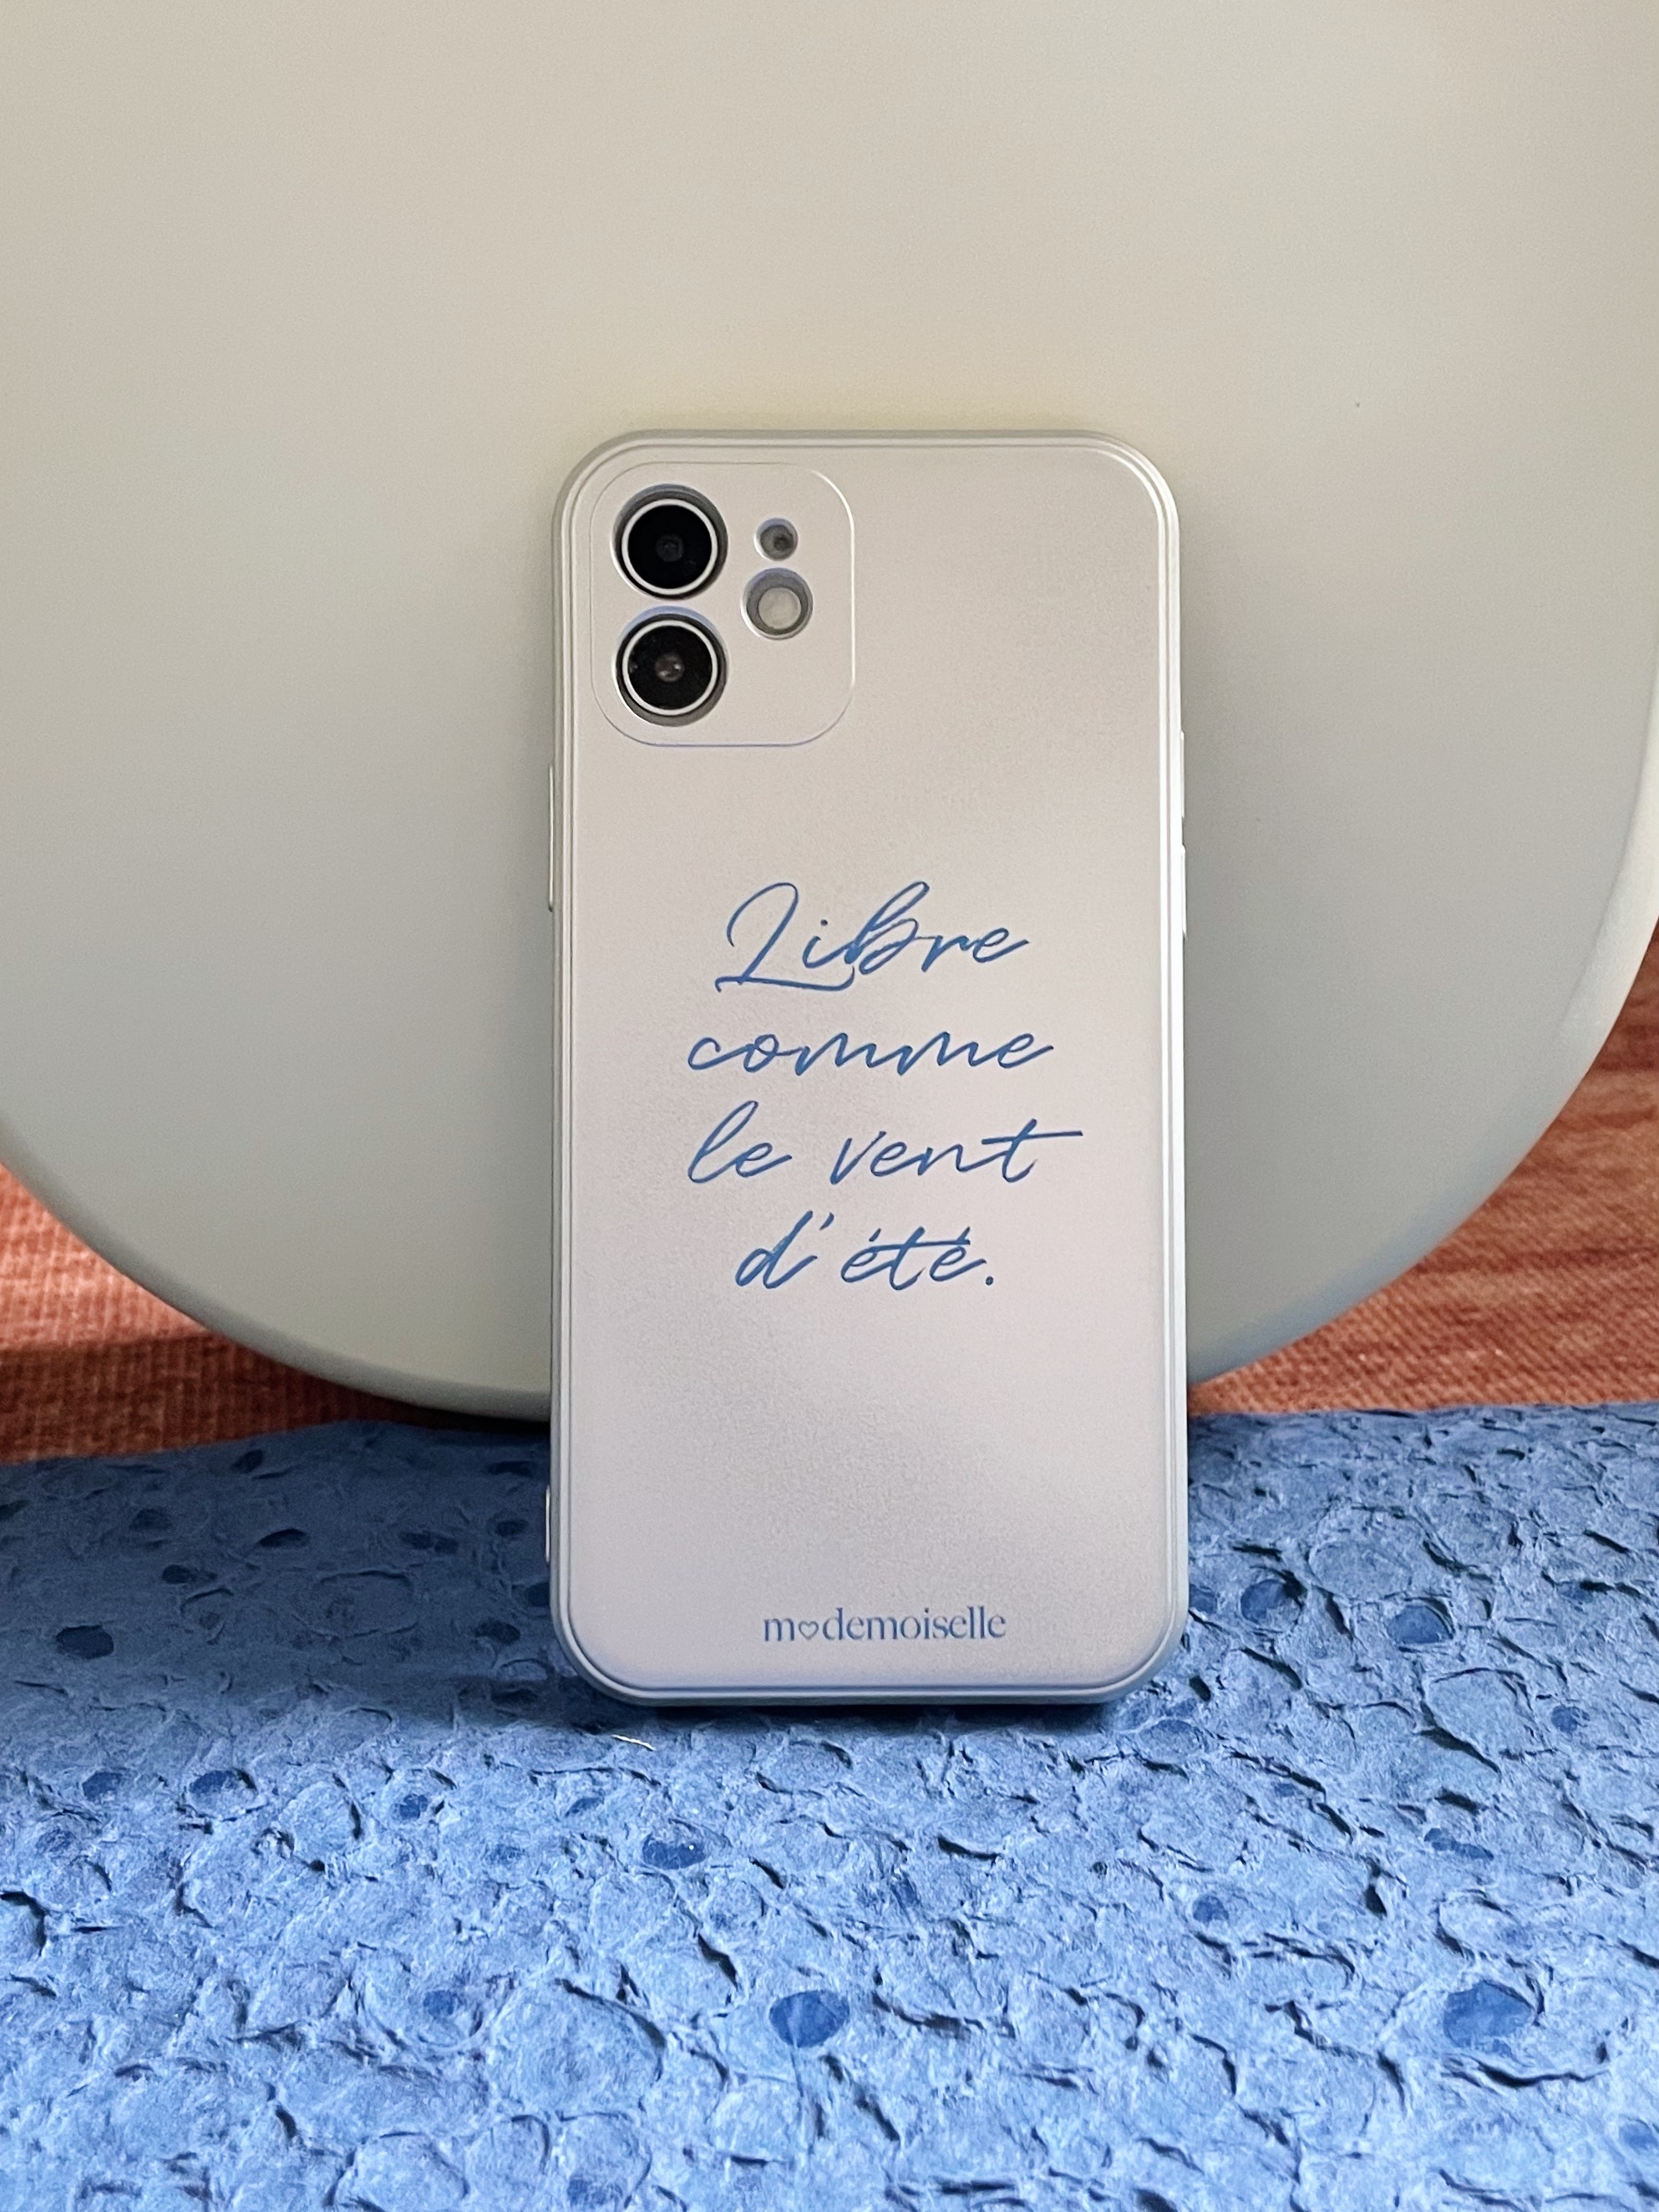 Libre
comme
le vent
d'été.
m♡demoiselle